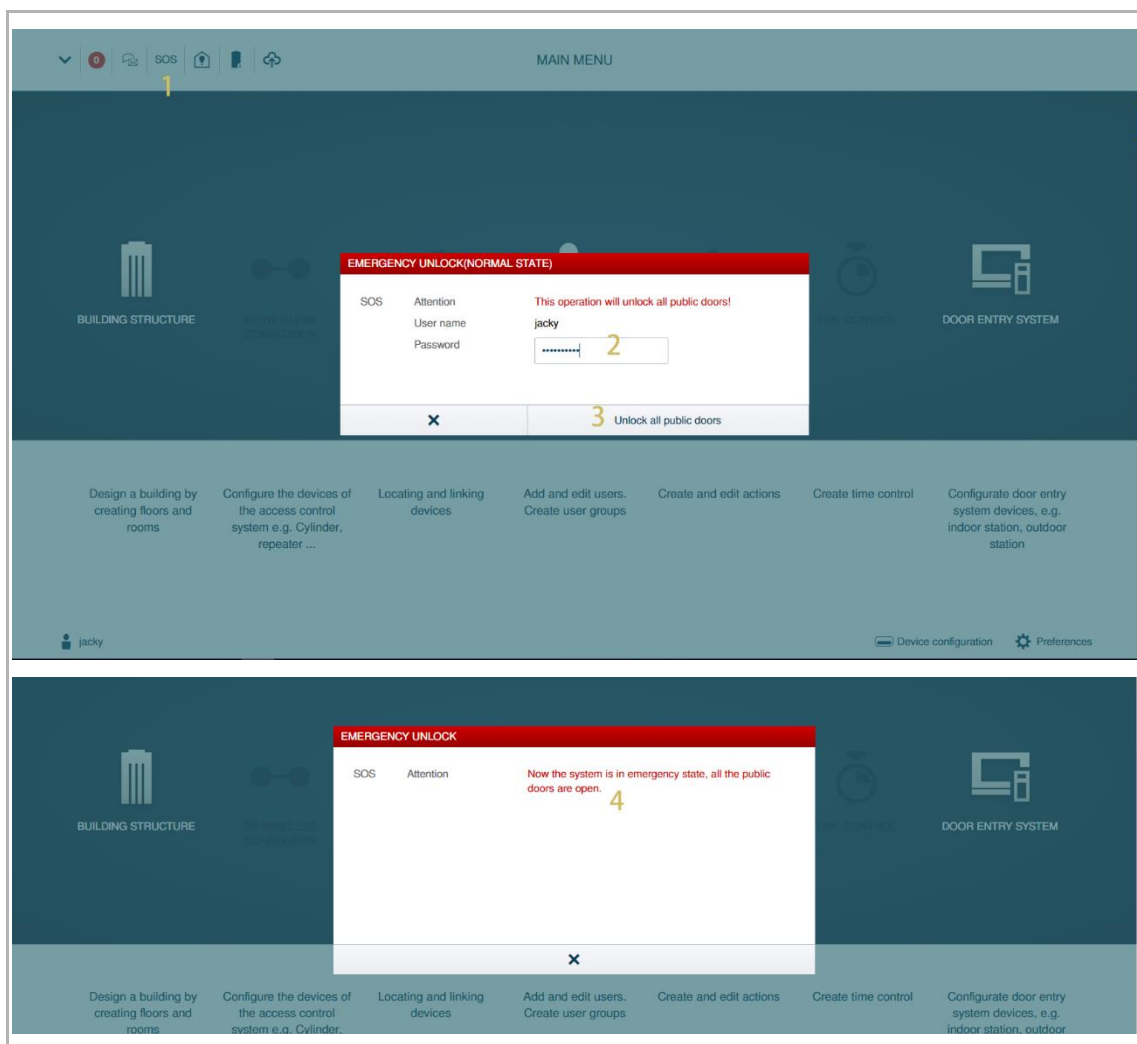 0 SOS MAIN MENU
1
EMERGENCY UNLOCK(NORMAL STATE)
SOS Attention This operation will unlock all public doors!
User name jacky
Password •••••••••• 2
3 Unlock all public doors
BUILDING STRUCTURE
TIME CONTROL
DOOR ENTRY SYSTEM
Design a building by
creating floors and
rooms
Configure the devices of
the access control
system e.g. Cylinder,
repeater ...
Locating and linking
devices
Add and edit users.
Create user groups
Create and edit actions
Create time control
Configurate door entry
system devices, e.g.
indoor station, outdoor
station
jacky
Device configuration Preferences
EMERGENCY UNLOCK
SOS Attention Now the system is in emergency state, all the public
doors are open.
4
BUILDING STRUCTURE
TIME CONTROL
DOOR ENTRY SYSTEM
Design a building by
creating floors and
rooms
Configure the devices of
the access control
system e.g. Cylinder,
Locating and linking
devices
Add and edit users.
Create user groups
Create and edit actions
Create time control
Configurate door entry
system devices, e.g.
indoor station, outdoor